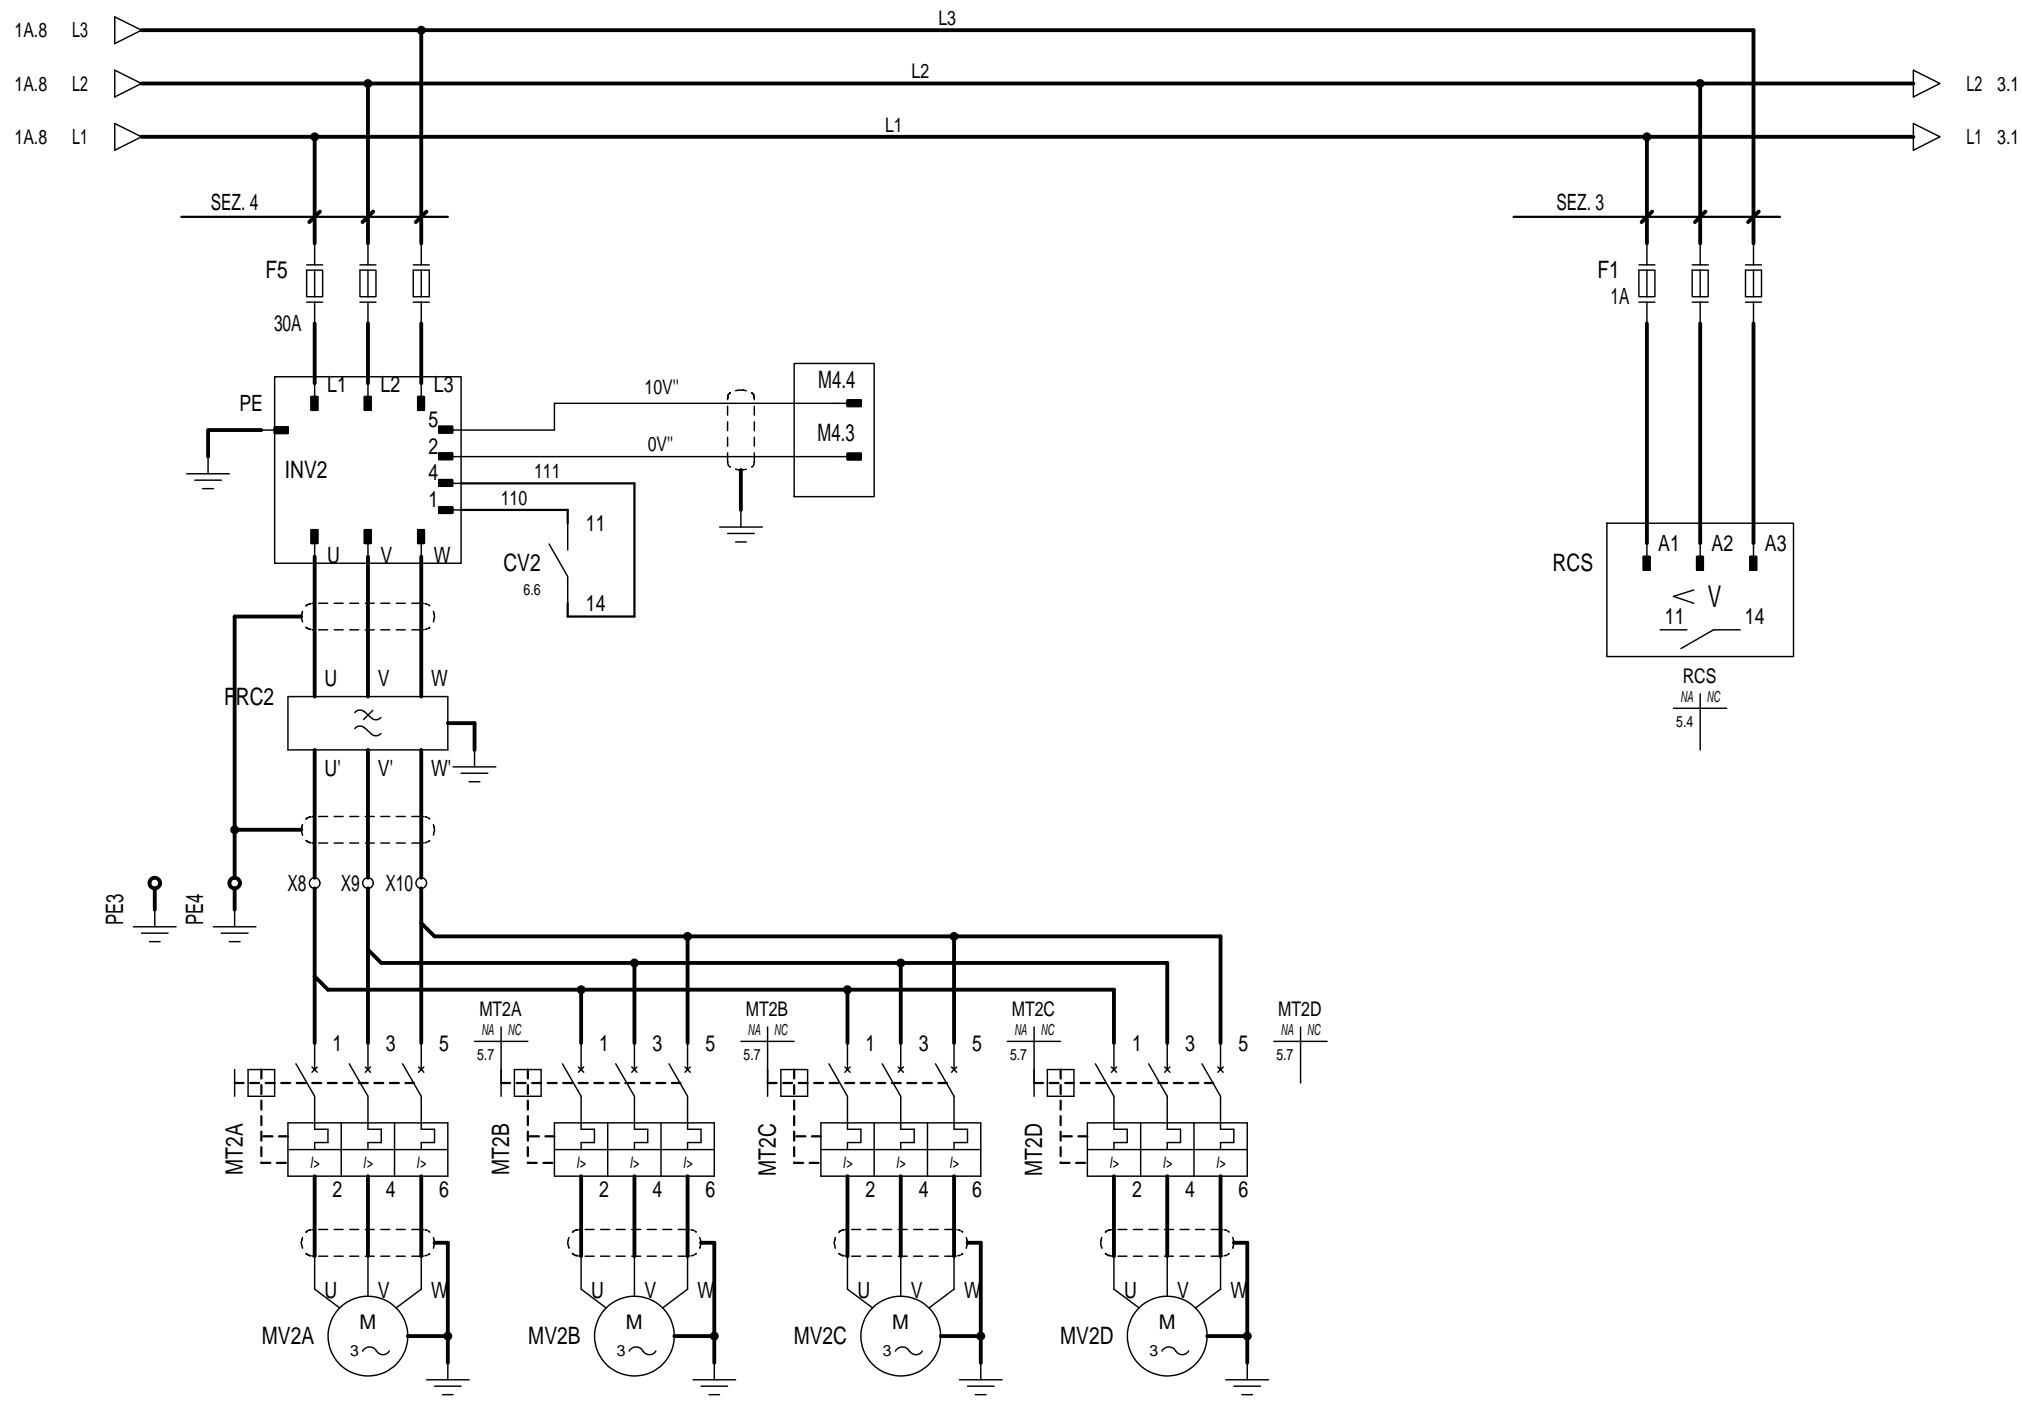 1A.8 L3 L3
1A.8 L2 L2 L2 3.1
1A.8 L1 L1 L1 3.1
SEZ. 4 SEZ. 3
F5 F1
30A 1A
L1 L2 L3
PE
5 10V" M4.4
2 0V" M4.3
INV2 4 111
1 110
11
CV2
6.6
14
U V W
RCS A1 A2 A3
< V
11 14
RCS
NA NC
5.4
U V W
FRC2
U' V' W'
X8 X9 X10
PE3 PE4
MT2A MT2B MT2C MT2D
NA NC NA NC NA NC NA NC
5.7 5.7 5.7 5.7
1 3 5 1 3 5 1 3 5 1 3 5
MT2A MT2B MT2C MT2D
I> I> I> I> I> I> I> I> I> I> I> I>
2 4 6 2 4 6 2 4 6 2 4 6
U V W U V W U V W U V W
MV2A M MV2B M MV2C M MV2D M
3 3 3 3